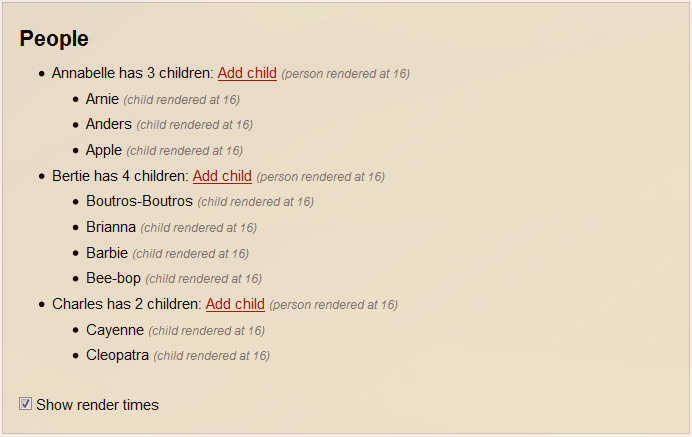 People
Annabelle has 3 children: Add child (person rendered at 16)
Arnie (child rendered at 16)
Anders (child rendered at 16)
Apple (child rendered at 16)
Bertie has 4 children: Add child (person rendered at 16)
Boutros-Boutros (child rendered at 16)
Brianna (child rendered at 16)
Barbie (child rendered at 16)
Bee-bop (child rendered at 16)
Charles has 2 children: Add child (person rendered at 16)
Cayenne (child rendered at 16)
Cleopatra (child rendered at 16)
Show render times